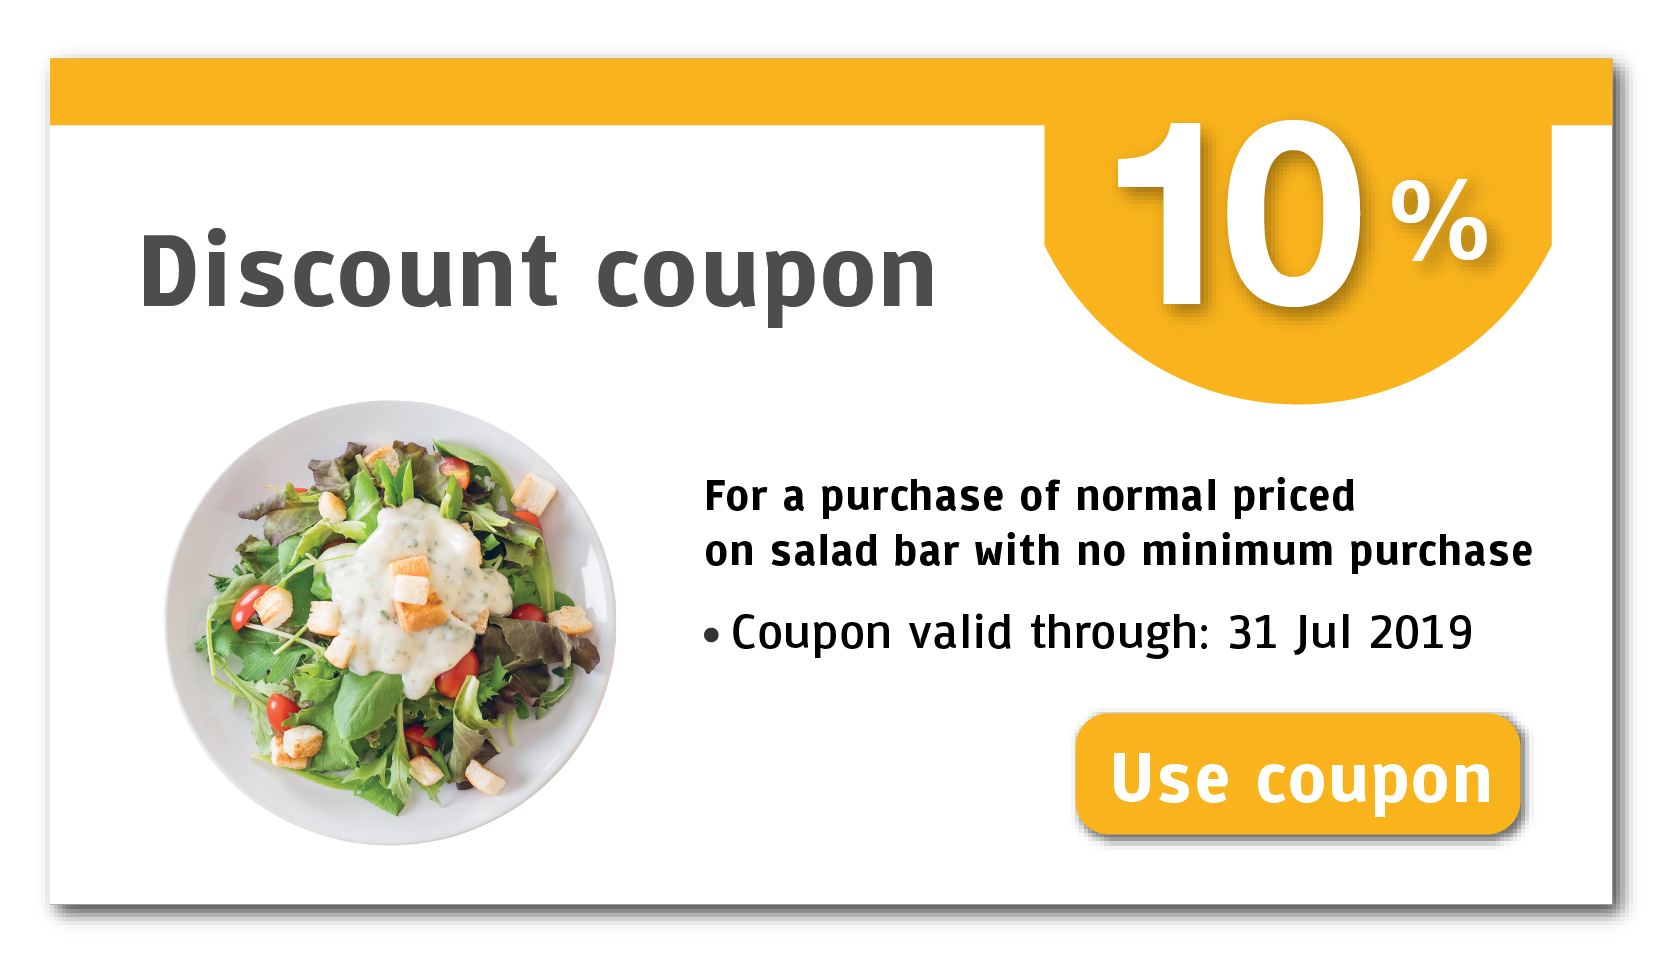 10 %
Discount coupon
For a purchase of normal priced
on salad bar with no minimum purchase
• Coupon valid through: 31 Jul 2019
Use coupon